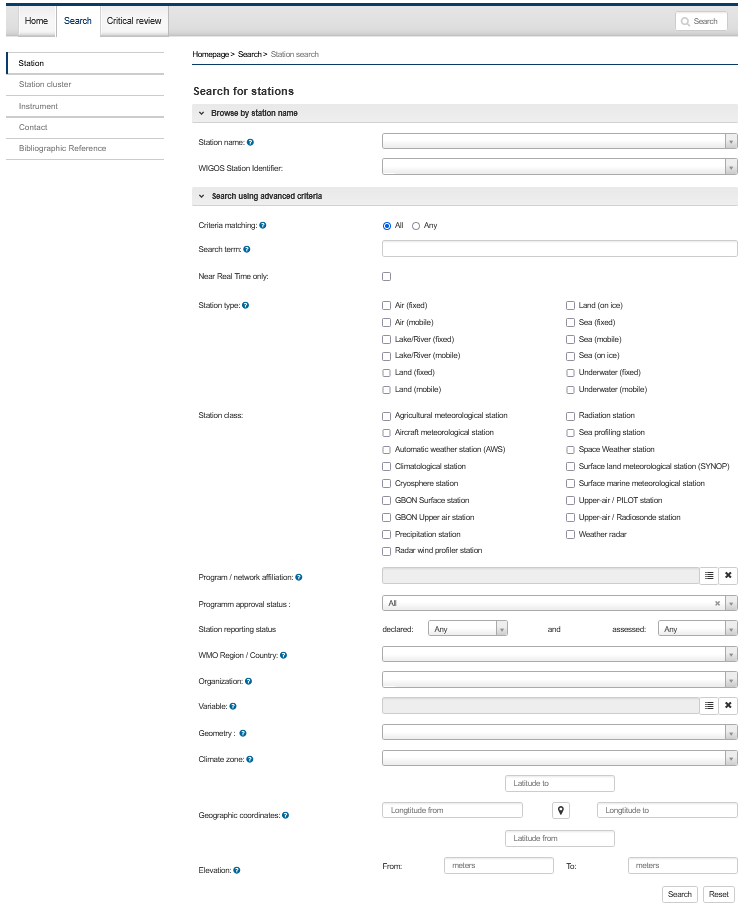 Home Search Critical review Search
Station
Station cluster
Instrument
Contact
Bibliographic Reference
Homepage > Search > Station search
Search for stations
Browse by station name
Station name:
WIGOS Station Identifier:
Search using advanced criteria
Criteria matching: All Any
Search term:
Near Real Time only:
Station type: Air (fixed) Land (on ice)
Air (mobile) Sea (fixed)
Lake/River (fixed) Sea (mobile)
Lake/River (mobile) Sea (on ice)
Land (fixed) Underwater (fixed)
Land (mobile) Underwater (mobile)
Station class: Agricultural meteorological station Radiation station
Aircraft meteorological station Sea profiling station
Automatic weather station (AWS) Space Weather station
Climatological station Surface land meteorological station (SYNOP)
Cryosphere station Surface marine meteorological station
GBON Surface station Upper-air / PILOT station
GBON Upper air station Upper-air / Radiosonde station
Precipitation station Weather radar
Radar wind profiler station
Program / network affiliation:
Programm approval status : All
Station reporting status declared: Any and assessed: Any
WMO Region / Country:
Organization:
Variable:
Geometry :
Climate zone:
Latitude to
Geographic coordinates: Longtitude from Longtitude to
Latitude from
Elevation: From: meters To: meters
Search Reset